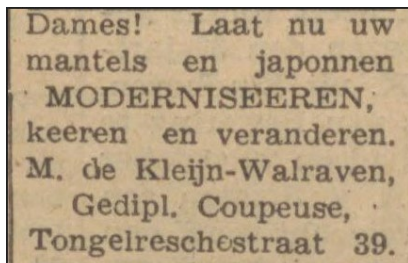 Dames! Laat nu uw
mantels en japonnen
MODERNISEEREN,
keeren en veranderen.
M. de Kleijn-Walraven,
Gedipl. Coupeuse,
Tongelreschestraat 39.